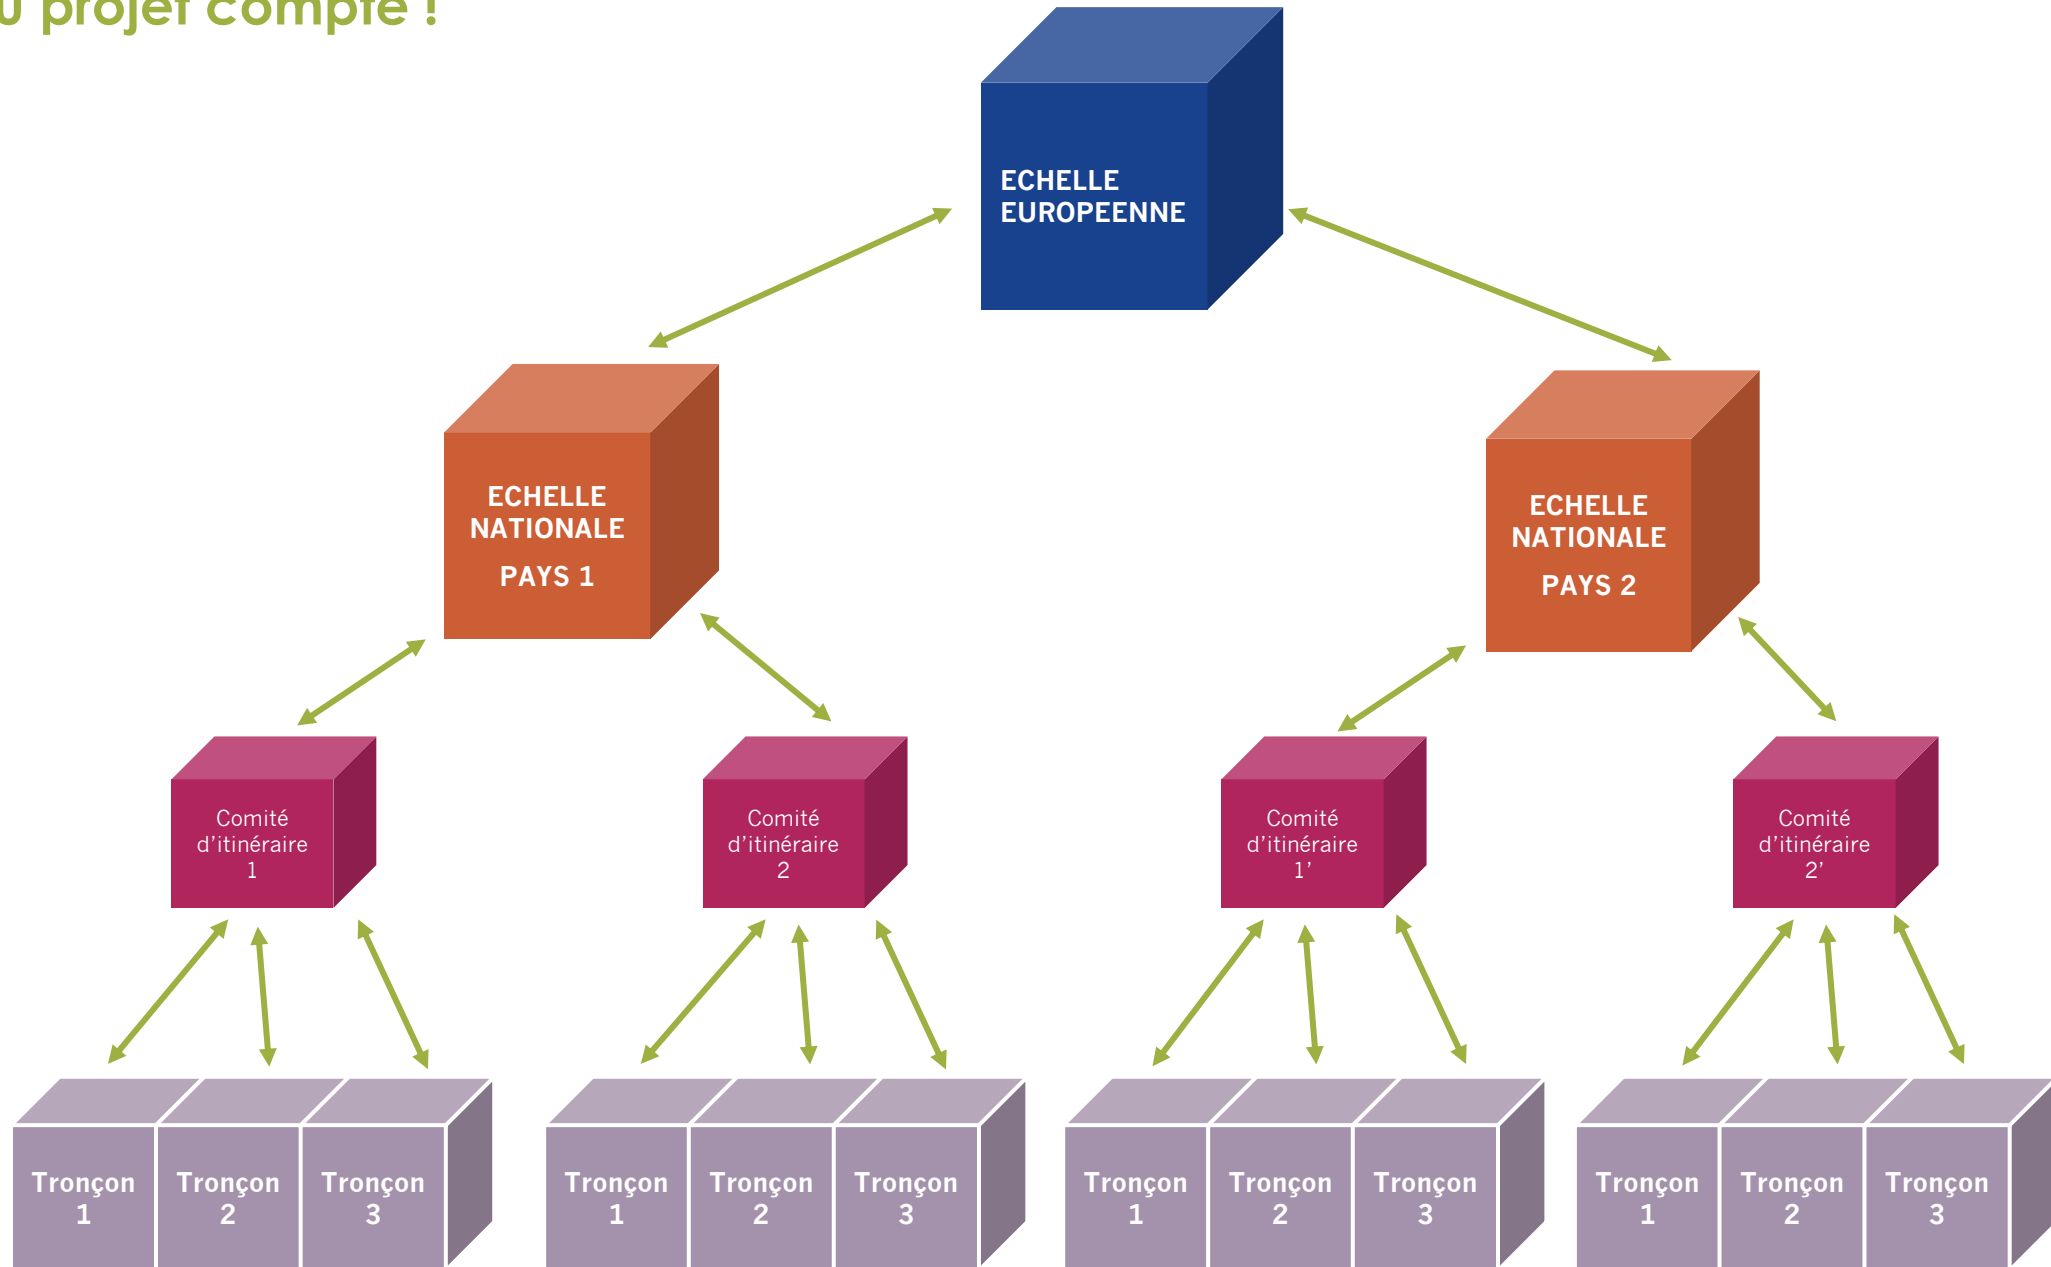 u projet compte !
ECHELLE
EUROPEENNE
ECHELLE
NATIONALE
PAYS 1
ECHELLE
NATIONALE
PAYS 2
Comité
d’itinéraire
1
Comité
d’itinéraire
2
Comité
d’itinéraire
1’
Comité
d’itinéraire
2’
Tronçon
1
Tronçon
2
Tronçon
3
Tronçon
1
Tronçon
2
Tronçon
3
Tronçon
1
Tronçon
2
Tronçon
3
Tronçon
1
Tronçon
2
Tronçon
3